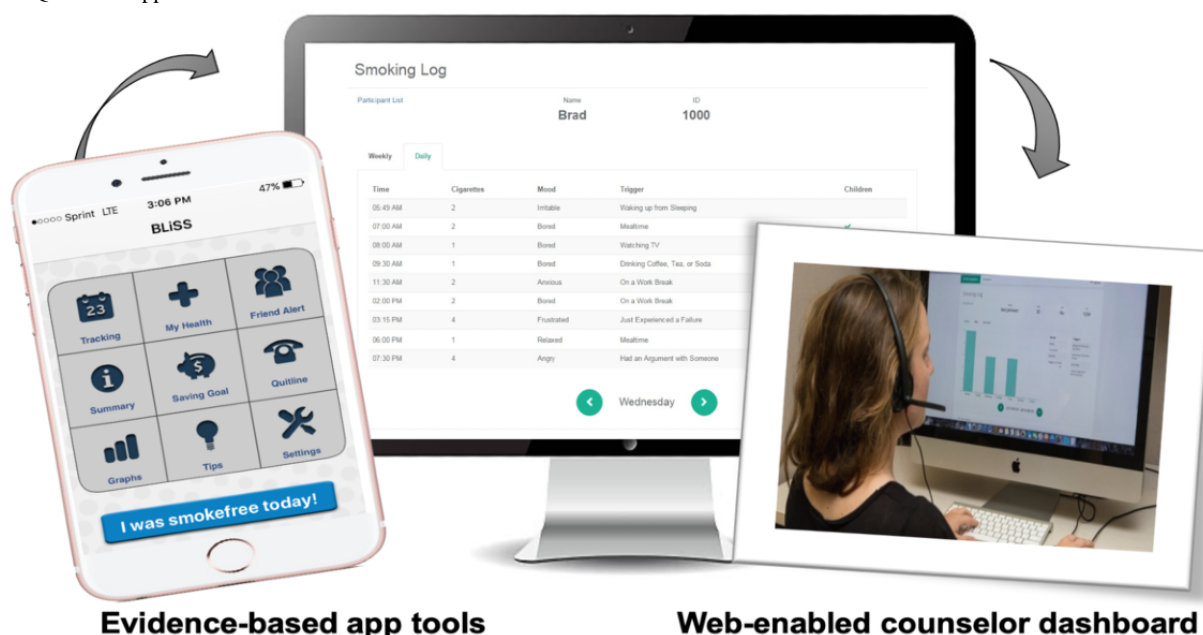 Smoking Log
Participant List
Name
ID
Brad
1000
Weekly Daily
Time Cigarettes Mood Trigger Children
05:49 AM 2 Irritable Waking up from Sleeping
07:00 AM 2 Bored Mealtime
08:00 AM 1 Bored Watching TV
09:30 AM 1 Bored Drinking Coffee, Tea, or Soda
11:30 AM 2 Anxious On a Work Break
02:00 PM 2 Bored On a Work Break
03:15 PM 4 Frustrated Just Experienced a Failure
06:00 PM 1 Relaxed Mealtime
07:30 PM 4 Angry Had an Argument with Someone
Wednesday
Sprint LTE 3:06 PM 47%
BLiSS
23
Tracking My Health Friend Alert
Summary Saving Goal Quitline
Graphs Tips Settings
I was smokefree today!
Evidence-based app tools
Web-enabled counselor dashboard